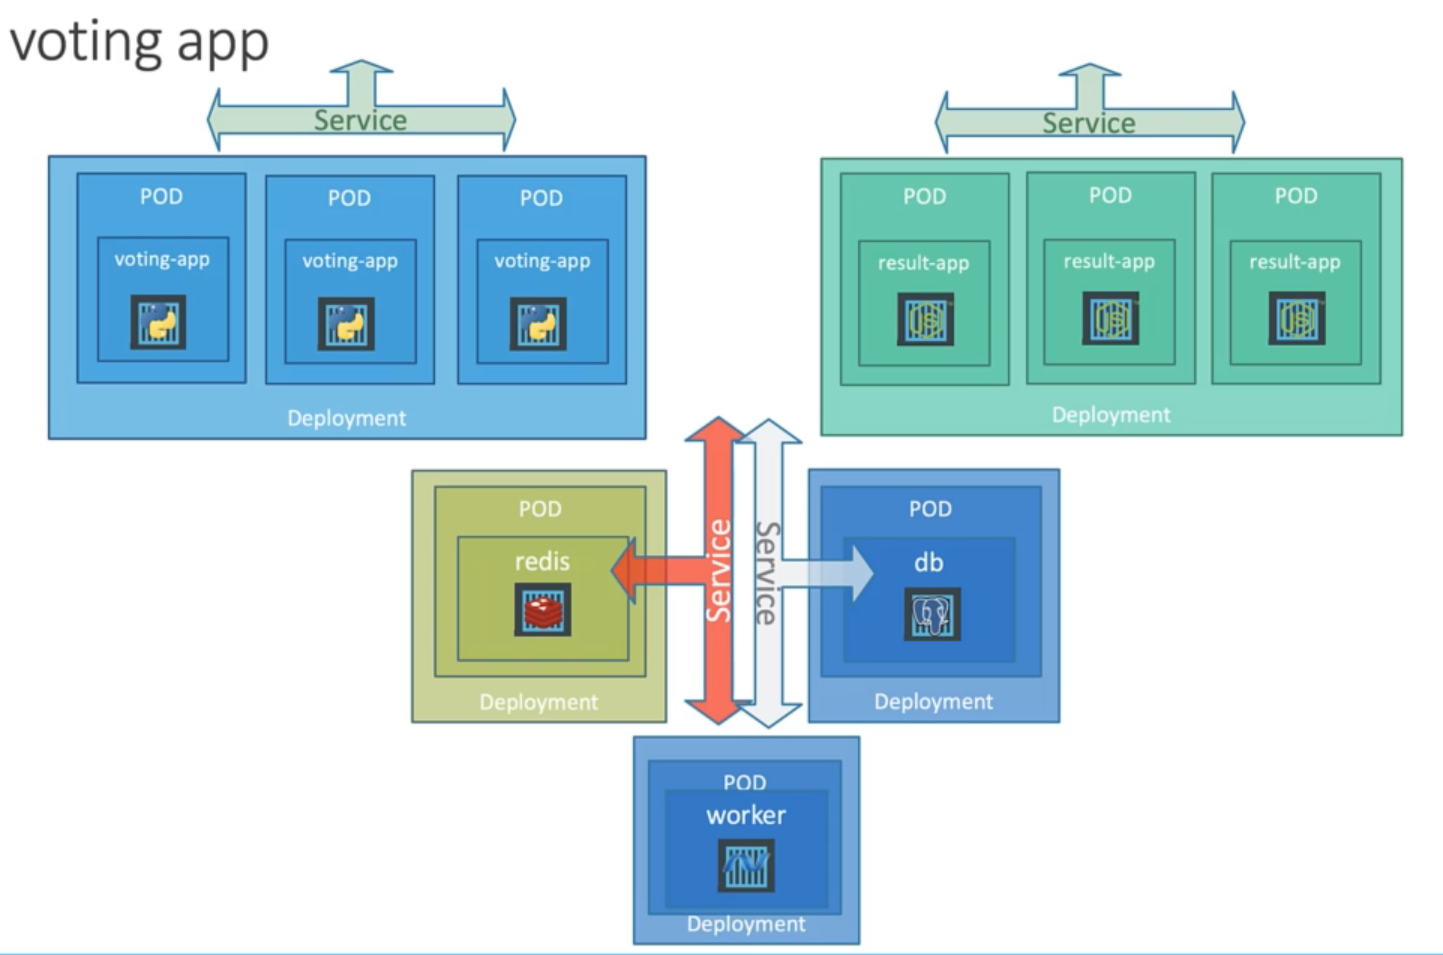 voting app
Service
POD
voting-app
POD
voting-app
POD
voting-app
Deployment
Service
POD
result-app
POD
result-app
POD
result-app
Deployment
POD
redis
Deployment
Service
Service
POD
db
Deployment
POD
worker
Deployment